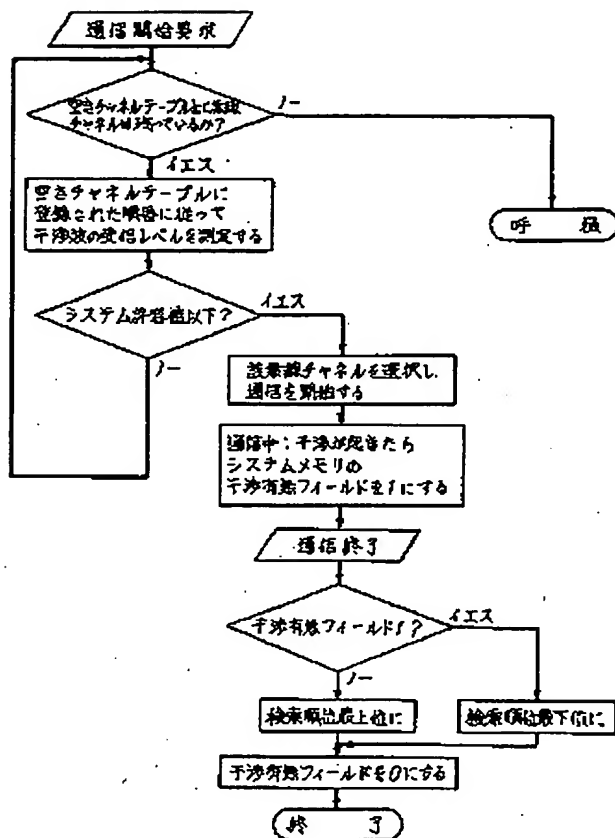 通信開始要求
空きチャネルテーブル上に無線
チャネルは残っているか?
ノー
イエス
空きチャネルテーブルに
登録された順番に従って
干渉波の受信レベルを測定する
呼 損
システム許容値以下?
イエス
ノー
該無線チャネルを選択し
通信を開始する
通信中:干渉が起きたら
システムメモリの
干渉有無フィールドを1にする
通信終了
干渉有無フィールド1?
イエス
ノー
検索順位最上位に
検索順位最下位に
干渉有無フィールドを0にする
終 了